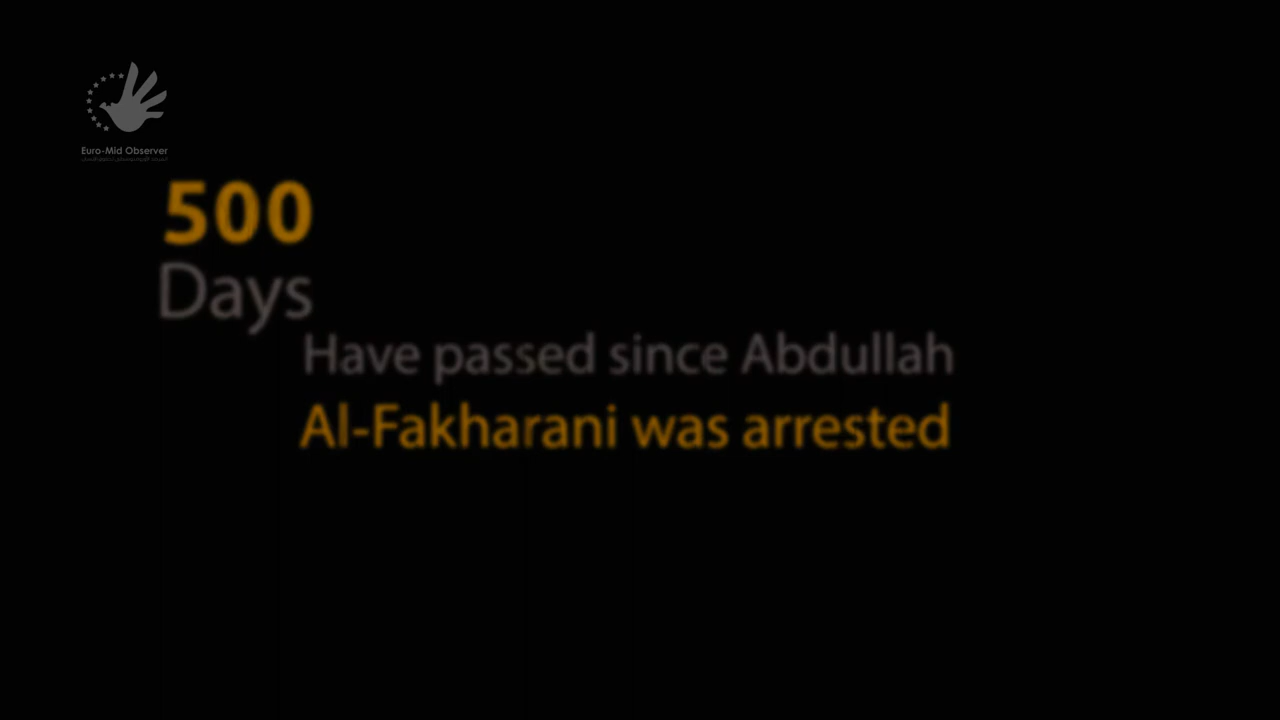 Euro-Mid Observer
500
Days
Have passed since Abdullah
Al-Fakharani was arrested